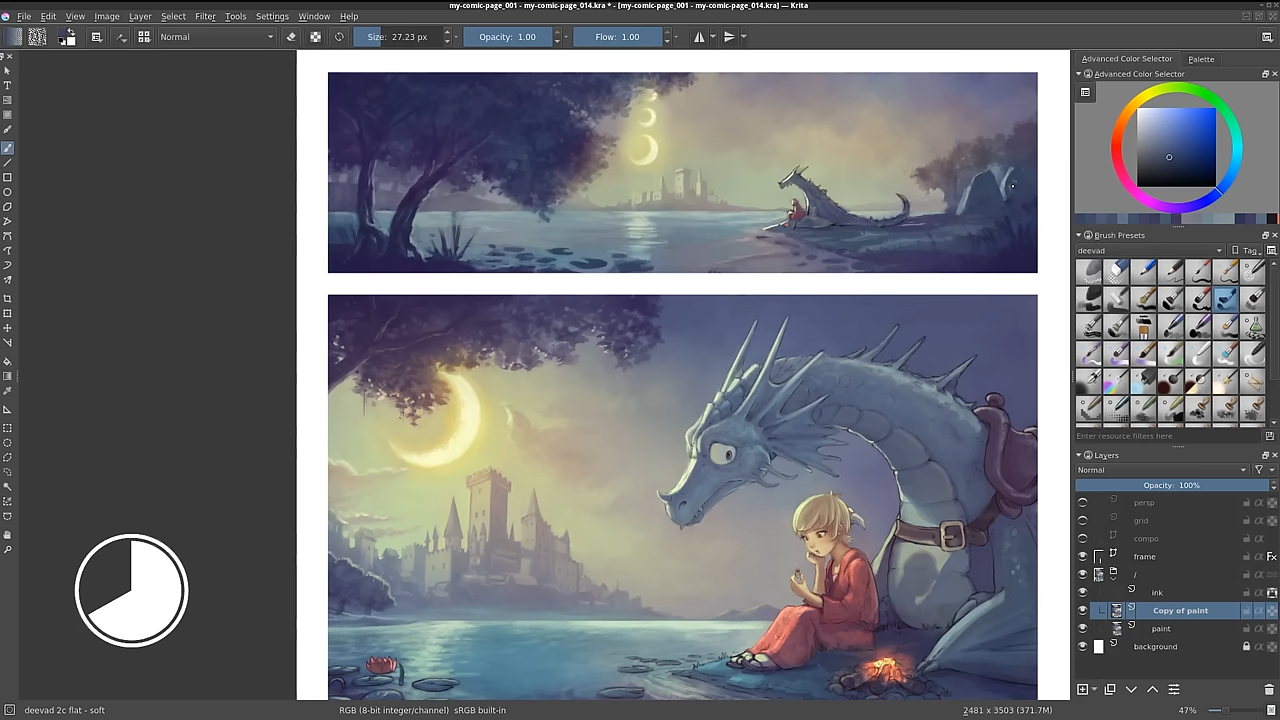 my-comic-page_001 - my-comic-page_014.kra * - [my-comic-page_001 - my-comic-page_014.kra] — Krita
File Edit View Image Layer Select Filter Tools Settings Window Help
Normal Size: 27.23 px Opacity: 1.00 Flow: 1.00
Advanced Color Selector Palette
Advanced Color Selector
Brush Presets
deevad Tag
Enter resource filters here
Layers
Normal
Opacity: 100%
persp
grid
compo
frame
/
ink
Copy of paint
paint
background
deevad 2c flat - soft RGB (8-bit integer/channel) sRGB built-in 2481 x 3503 (371.7M) 47%